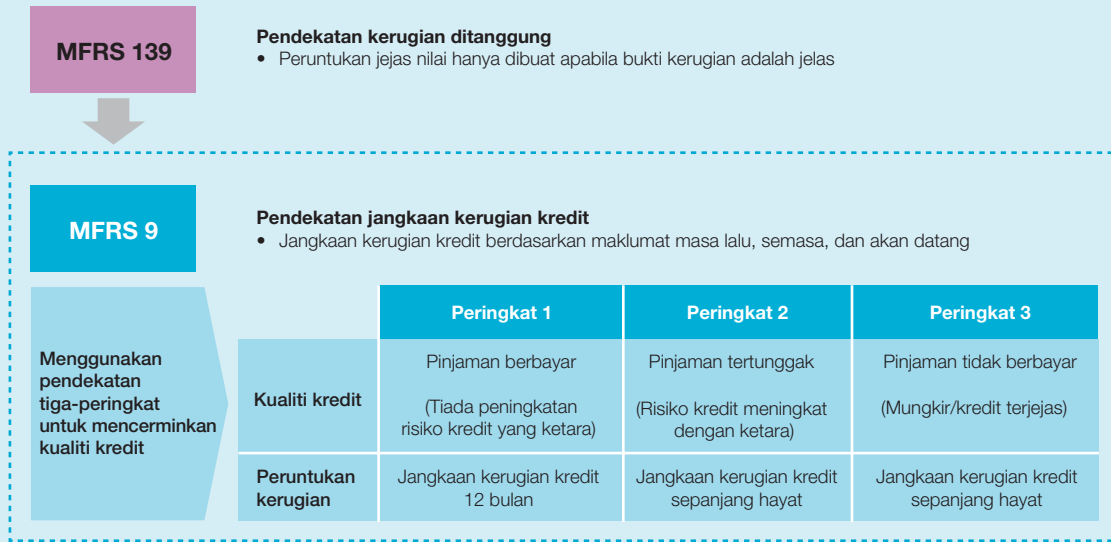 MFRS 139
Pendekatan kerugian ditanggung
• Peruntukan jejas nilai hanya dibuat apabila bukti kerugian adalah jelas
MFRS 9
Pendekatan jangkaan kerugian kredit
• Jangkaan kerugian kredit berdasarkan maklumat masa lalu, semasa, dan akan datang
Menggunakan
pendekatan
tiga-peringkat
untuk mencerminkan
kualiti kredit
Peringkat 1
Peringkat 2
Peringkat 3
Kualiti kredit
Pinjaman berbayar
(Tiada peningkatan
risiko kredit yang ketara)
Pinjaman tertunggak
(Risiko kredit meningkat
dengan ketara)
Pinjaman tidak berbayar
(Mungkir/kredit terjejas)
Peruntukan
kerugian
Jangkaan kerugian kredit
12 bulan
Jangkaan kerugian kredit
sepanjang hayat
Jangkaan kerugian kredit
sepanjang hayat